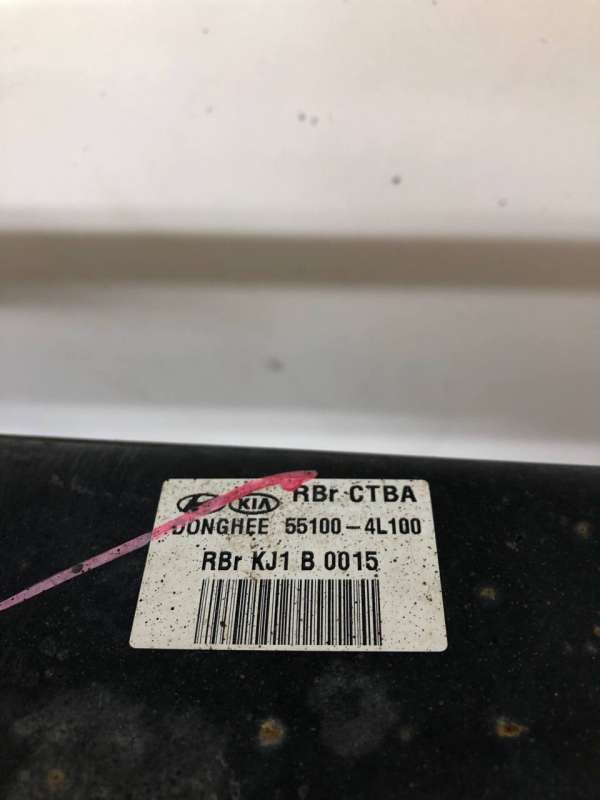 KIA RBr CTBA
DONGHEE 55100-4L100
RBr KJ1 B 0015